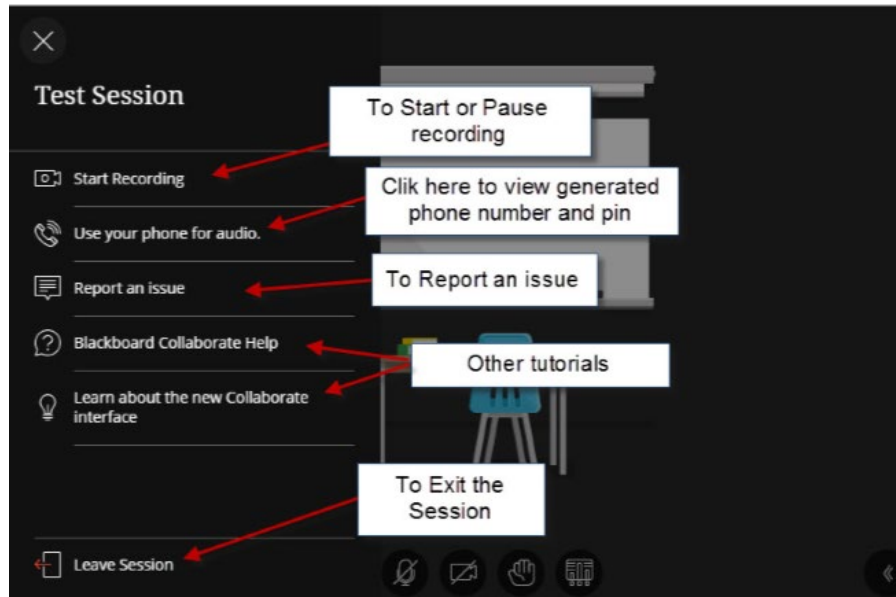 Test Session
To Start or Pause
recording
Start Recording
Clik here to view generated
phone number and pin
Use your phone for audio.
To Report an issue
Report an issue
Blackboard Collaborate Help
Other tutorials
Learn about the new Collaborate
interface
To Exit the
Session
Leave Session